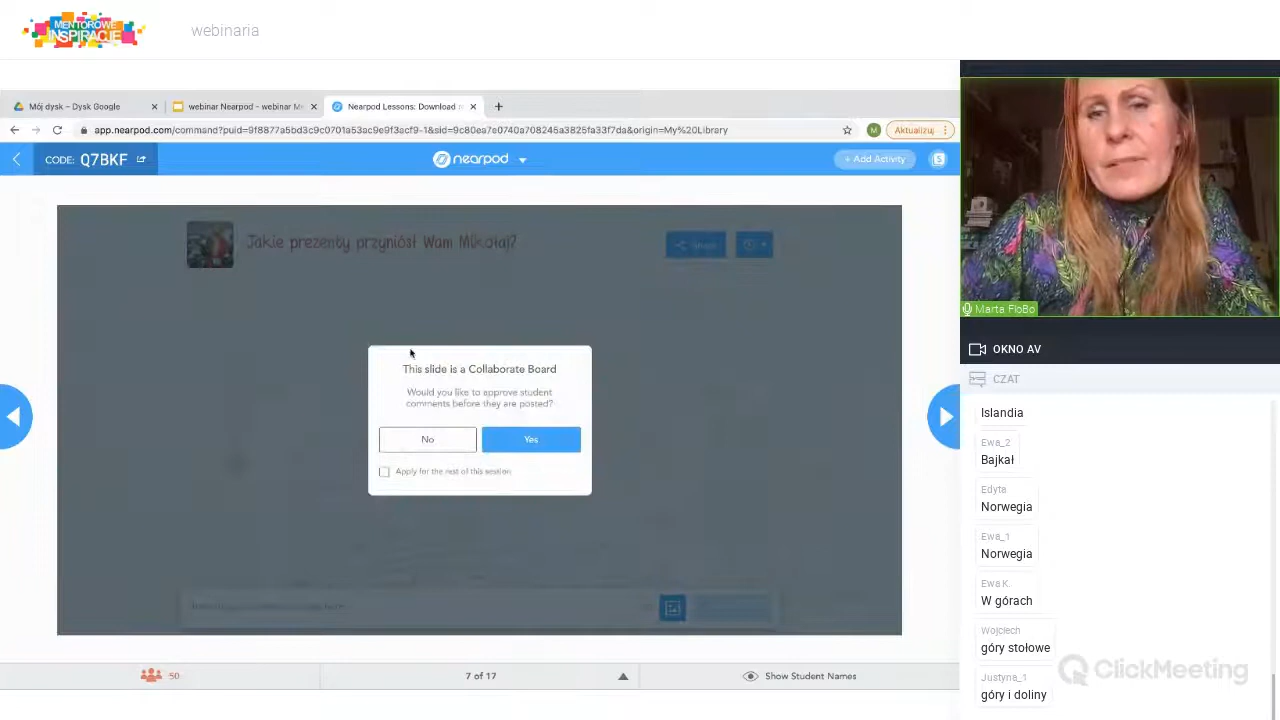 MENTOROWE
INSPIRACJE
webinaria
Mój dysk – Dysk Google
webinar Nearpod - webinar M
Nearpod Lessons: Download
app.nearpod.com/command?puid=9f8877a5bd3c9c0701a53ac9e9f3acf9-1&sid=9c80ea7e0740a708246a3825fa33f7da&origin=My%20Library
M
Aktualizuj
CODE: Q7BKF
nearpod
+ Add Activity
S
Jakie prezenty przyniósł Wam Mikołaj?
Share
This slide is a Collaborate Board
Would you like to approve student
comments before they are posted?
No
Yes
Apply for the rest of this session
50
7 of 17
Show Student Names
Marta FloBo
OKNO AV
CZAT
Islandia
Ewa_2
Bajkał
Edyta
Norwegia
Ewa_1
Norwegia
Ewa K.
W górach
Wojciech
góry stołowe
Justyna_1
góry i doliny
ClickMeeting